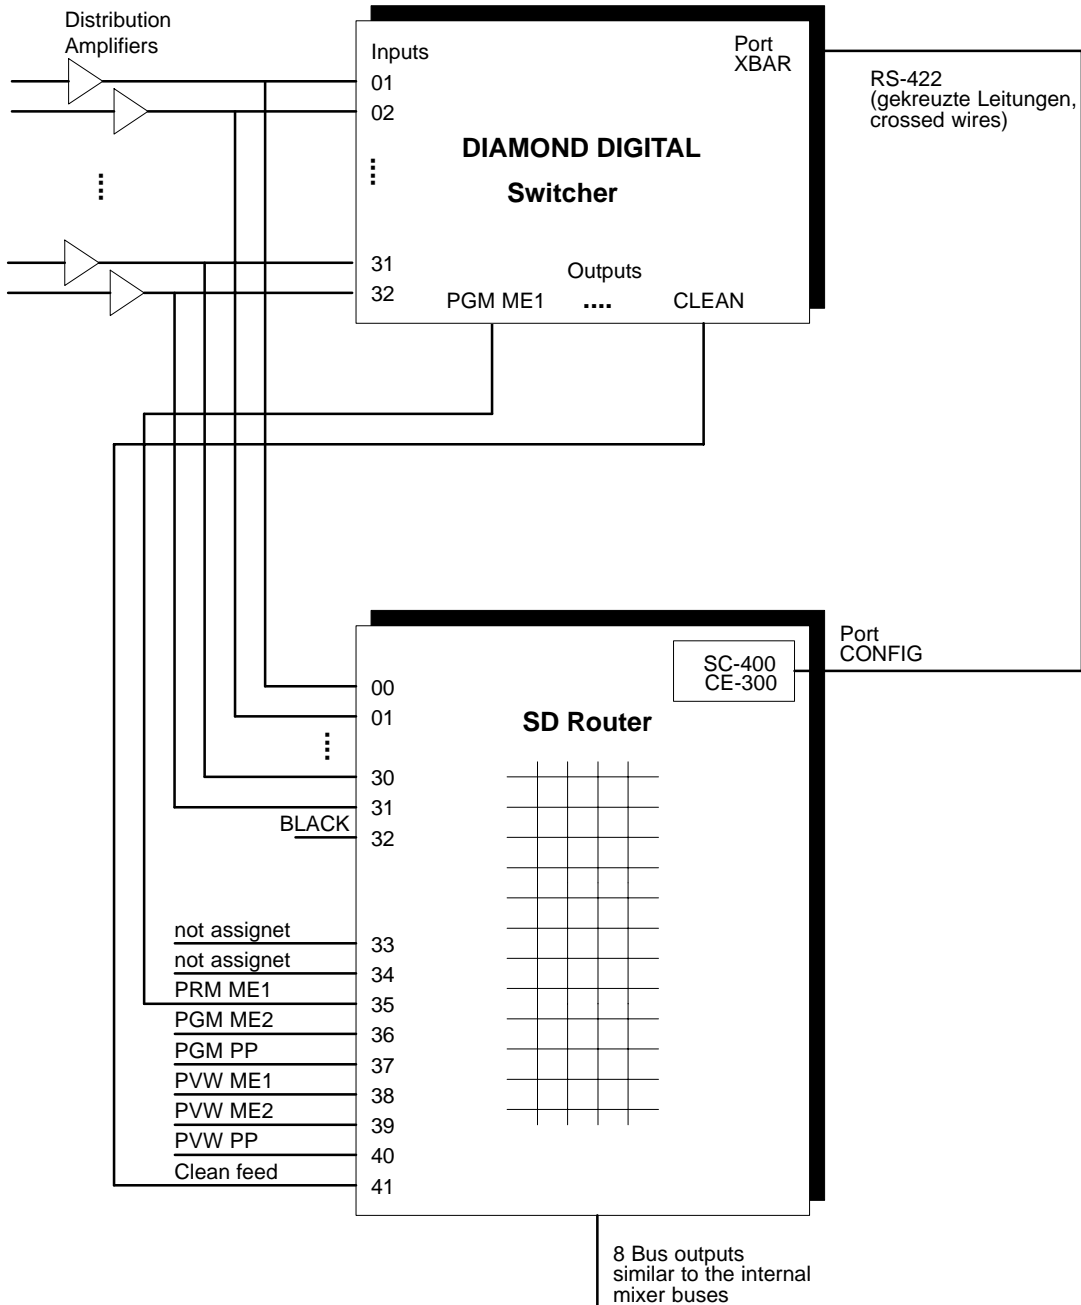 Distribution
Amplifiers
Inputs
Port
XBAR
01
02
RS-422
(gekreuzte Leitungen,
crossed wires)
DIAMOND DIGITAL
Switcher
31
32
Outputs
PGM ME1 .... CLEAN
Port
CONFIG
SC-400
CE-300
SD Router
00
01
30
31
BLACK 32
not assignet 33
not assignet 34
PRM ME1 35
PGM ME2 36
PGM PP 37
PVW ME1 38
PVW ME2 39
PVW PP 40
Clean feed 41
8 Bus outputs
similar to the internal
mixer buses